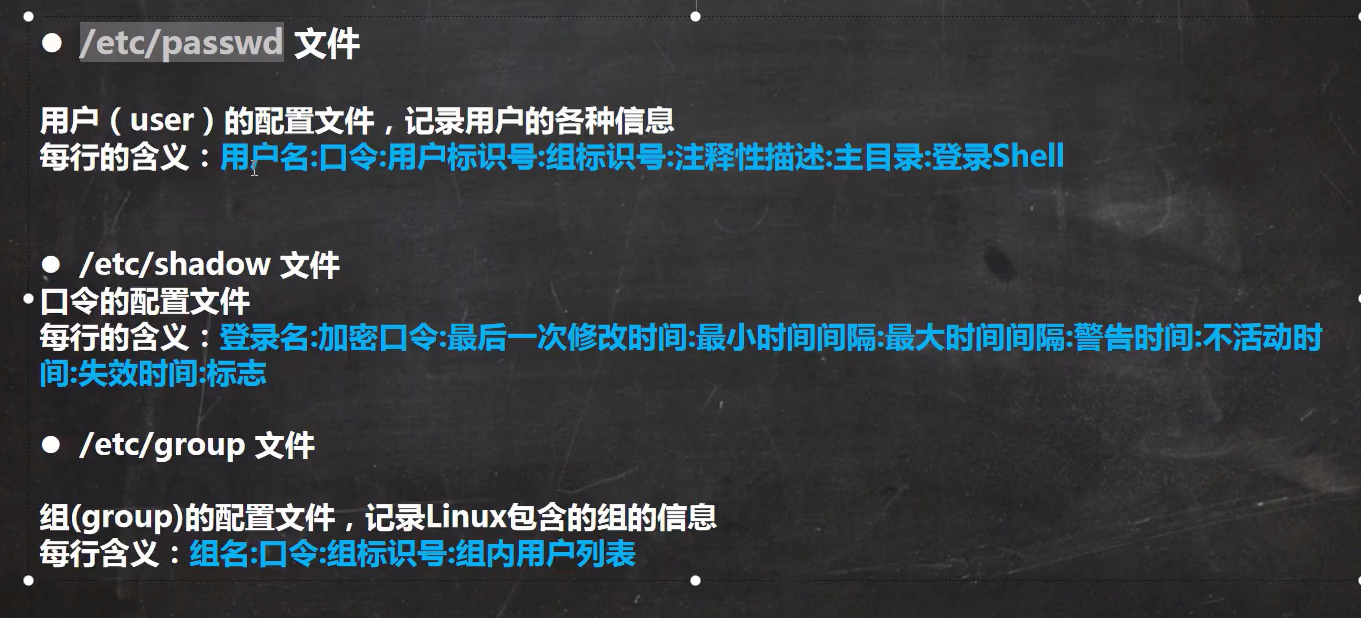 ● /etc/passwd 文件
用户（user）的配置文件，记录用户的各种信息
每行的含义：用户名:口令:用户标识号:组标识号:注释性描述:主目录:登录Shell
● /etc/shadow 文件
口令的配置文件
每行的含义：登录名:加密口令:最后一次修改时间:最小时间间隔:最大时间间隔:警告时间:不活动时
间:失效时间:标志
● /etc/group 文件
组(group)的配置文件，记录Linux包含的组的信息
每行含义：组名:口令:组标识号:组内用户列表